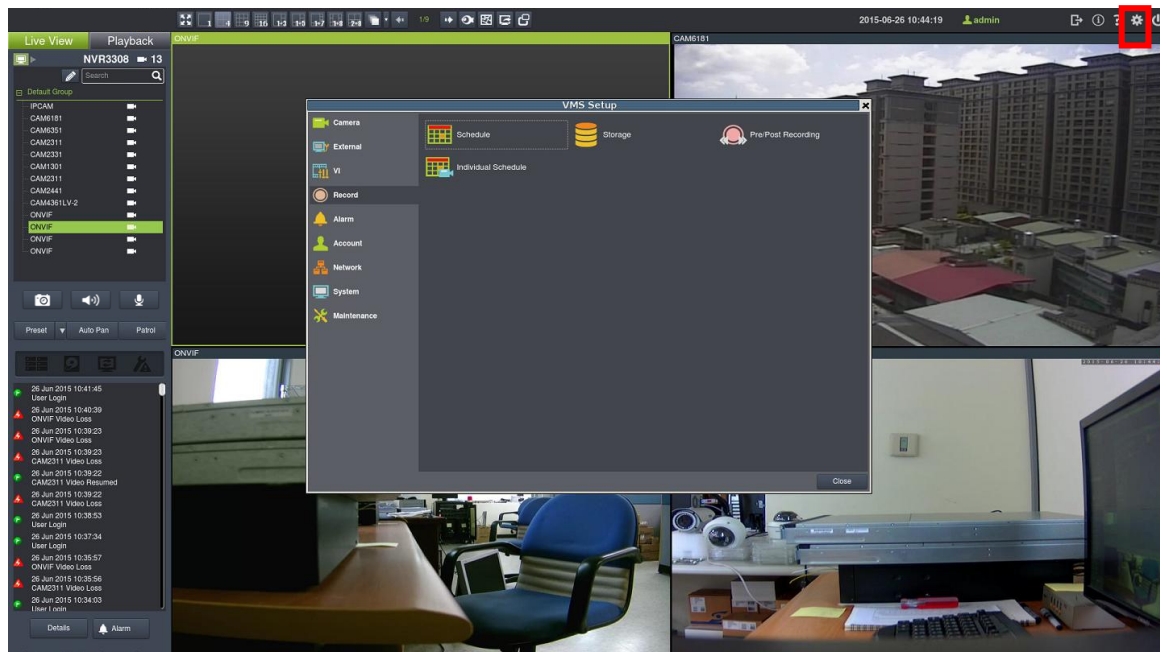 1/9
2015-06-26 10:44:19
admin
Live View Playback
NVR3308 13
Search
Default Group
IPCAM
CAM6181
CAM6351
CAM2311
CAM2331
CAM1301
CAM2311
CAM2441
CAM4361LV-2
ONVIF
ONVIF
ONVIF
ONVIF
Preset Auto Pan Patrol
26 Jun 2015 10:41:45
User Login
26 Jun 2015 10:40:39
ONVIF Video Loss
26 Jun 2015 10:39:23
ONVIF Video Loss
26 Jun 2015 10:39:23
CAM2311 Video Loss
26 Jun 2015 10:39:22
CAM2311 Video Resumed
26 Jun 2015 10:39:22
CAM2311 Video Loss
26 Jun 2015 10:38:53
User Login
26 Jun 2015 10:37:34
User Login
26 Jun 2015 10:35:57
ONVIF Video Loss
26 Jun 2015 10:35:56
CAM2311 Video Loss
26 Jun 2015 10:34:03
User Login
Details Alarm
ONVIF
CAM6181
ONVIF
VMS Setup
Camera
External
VI
Record
Alarm
Account
Network
System
Maintenance
Schedule Storage Pre/Post Recording
Individual Schedule
Close